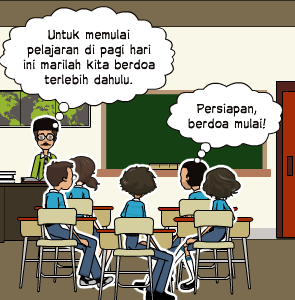 Untuk memulai
pelajaran di pagi hari
ini marilah kita berdoa
terlebih dahulu.
Persiapan,
berdoa mulai!